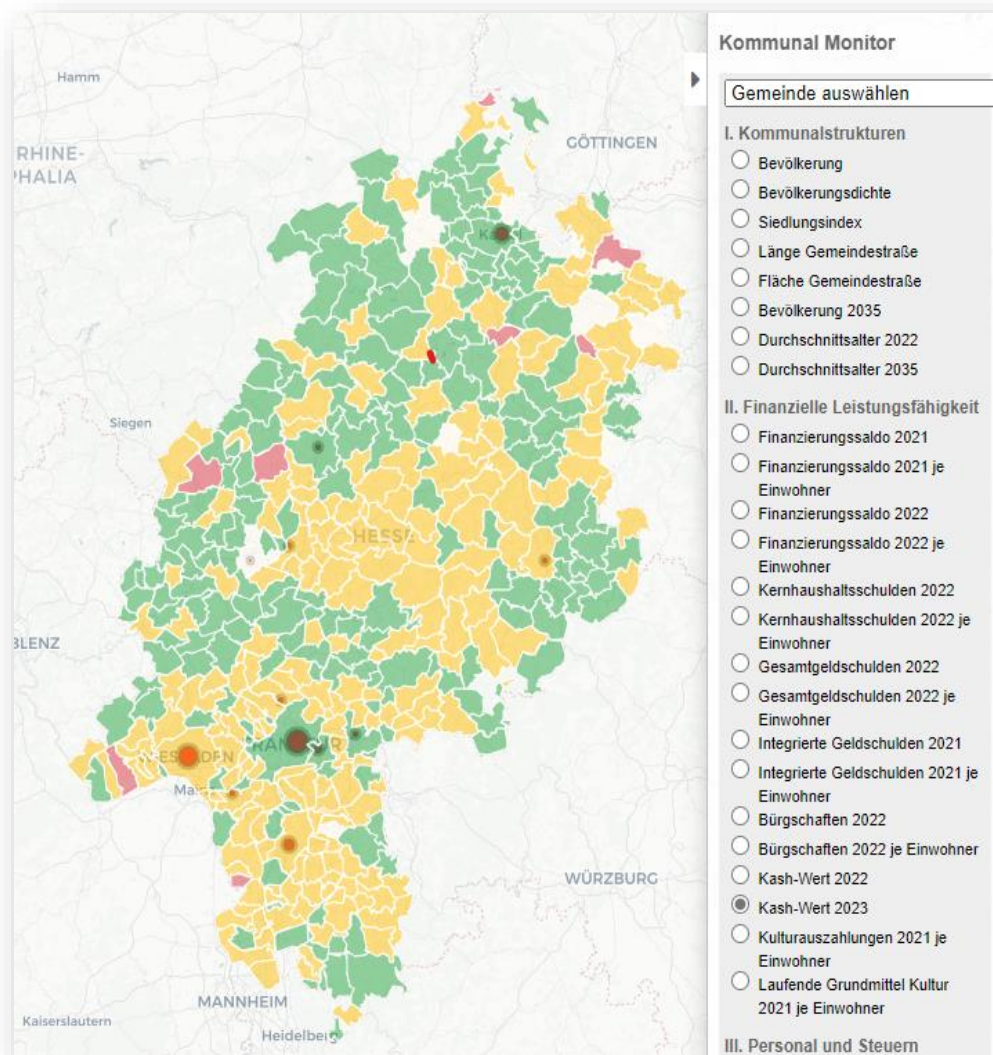 Hamm
GÖTTINGEN
RHINE-
PHALIA
Siegen
HESSE
BLENZ
WÜRZBURG
MANNHEIM
Kaiserslautern
Heidelberg
Kommunal Monitor
Gemeinde auswählen
I. Kommunalstrukturen
Bevölkerung
Bevölkerungsdichte
Siedlungsindex
Länge Gemeindestraße
Fläche Gemeindestraße
Bevölkerung 2035
Durchschnittsalter 2022
Durchschnittsalter 2035
II. Finanzielle Leistungsfähigkeit
Finanzierungssaldo 2021
Finanzierungssaldo 2021 je
Einwohner
Finanzierungssaldo 2022
Finanzierungssaldo 2022 je
Einwohner
Kernhaushaltsschulden 2022
Kernhaushaltsschulden 2022 je
Einwohner
Gesamtgeldschulden 2022
Gesamtgeldschulden 2022 je
Einwohner
Integrierte Geldschulden 2021
Integrierte Geldschulden 2021 je
Einwohner
Bürgschaften 2022
Bürgschaften 2022 je Einwohner
Kash-Wert 2022
Kash-Wert 2023
Kulturauszahlungen 2021 je
Einwohner
Laufende Grundmittel Kultur
2021 je Einwohner
III. Personal und Steuern